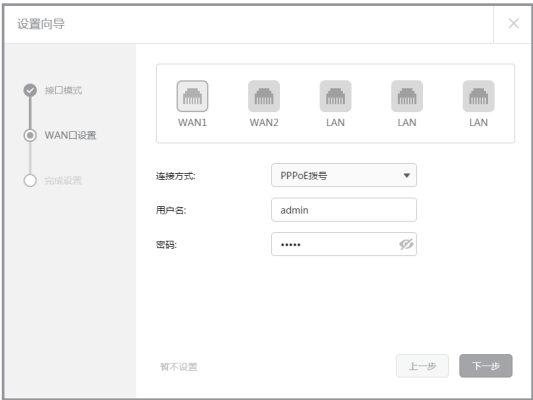 设置向导
接口模式
WAN口设置
完成设置
WAN1 WAN2 LAN LAN LAN
连接方式: PPPoE拨号
用户名: admin
密码: •••••
暂不设置 上一步 下一步